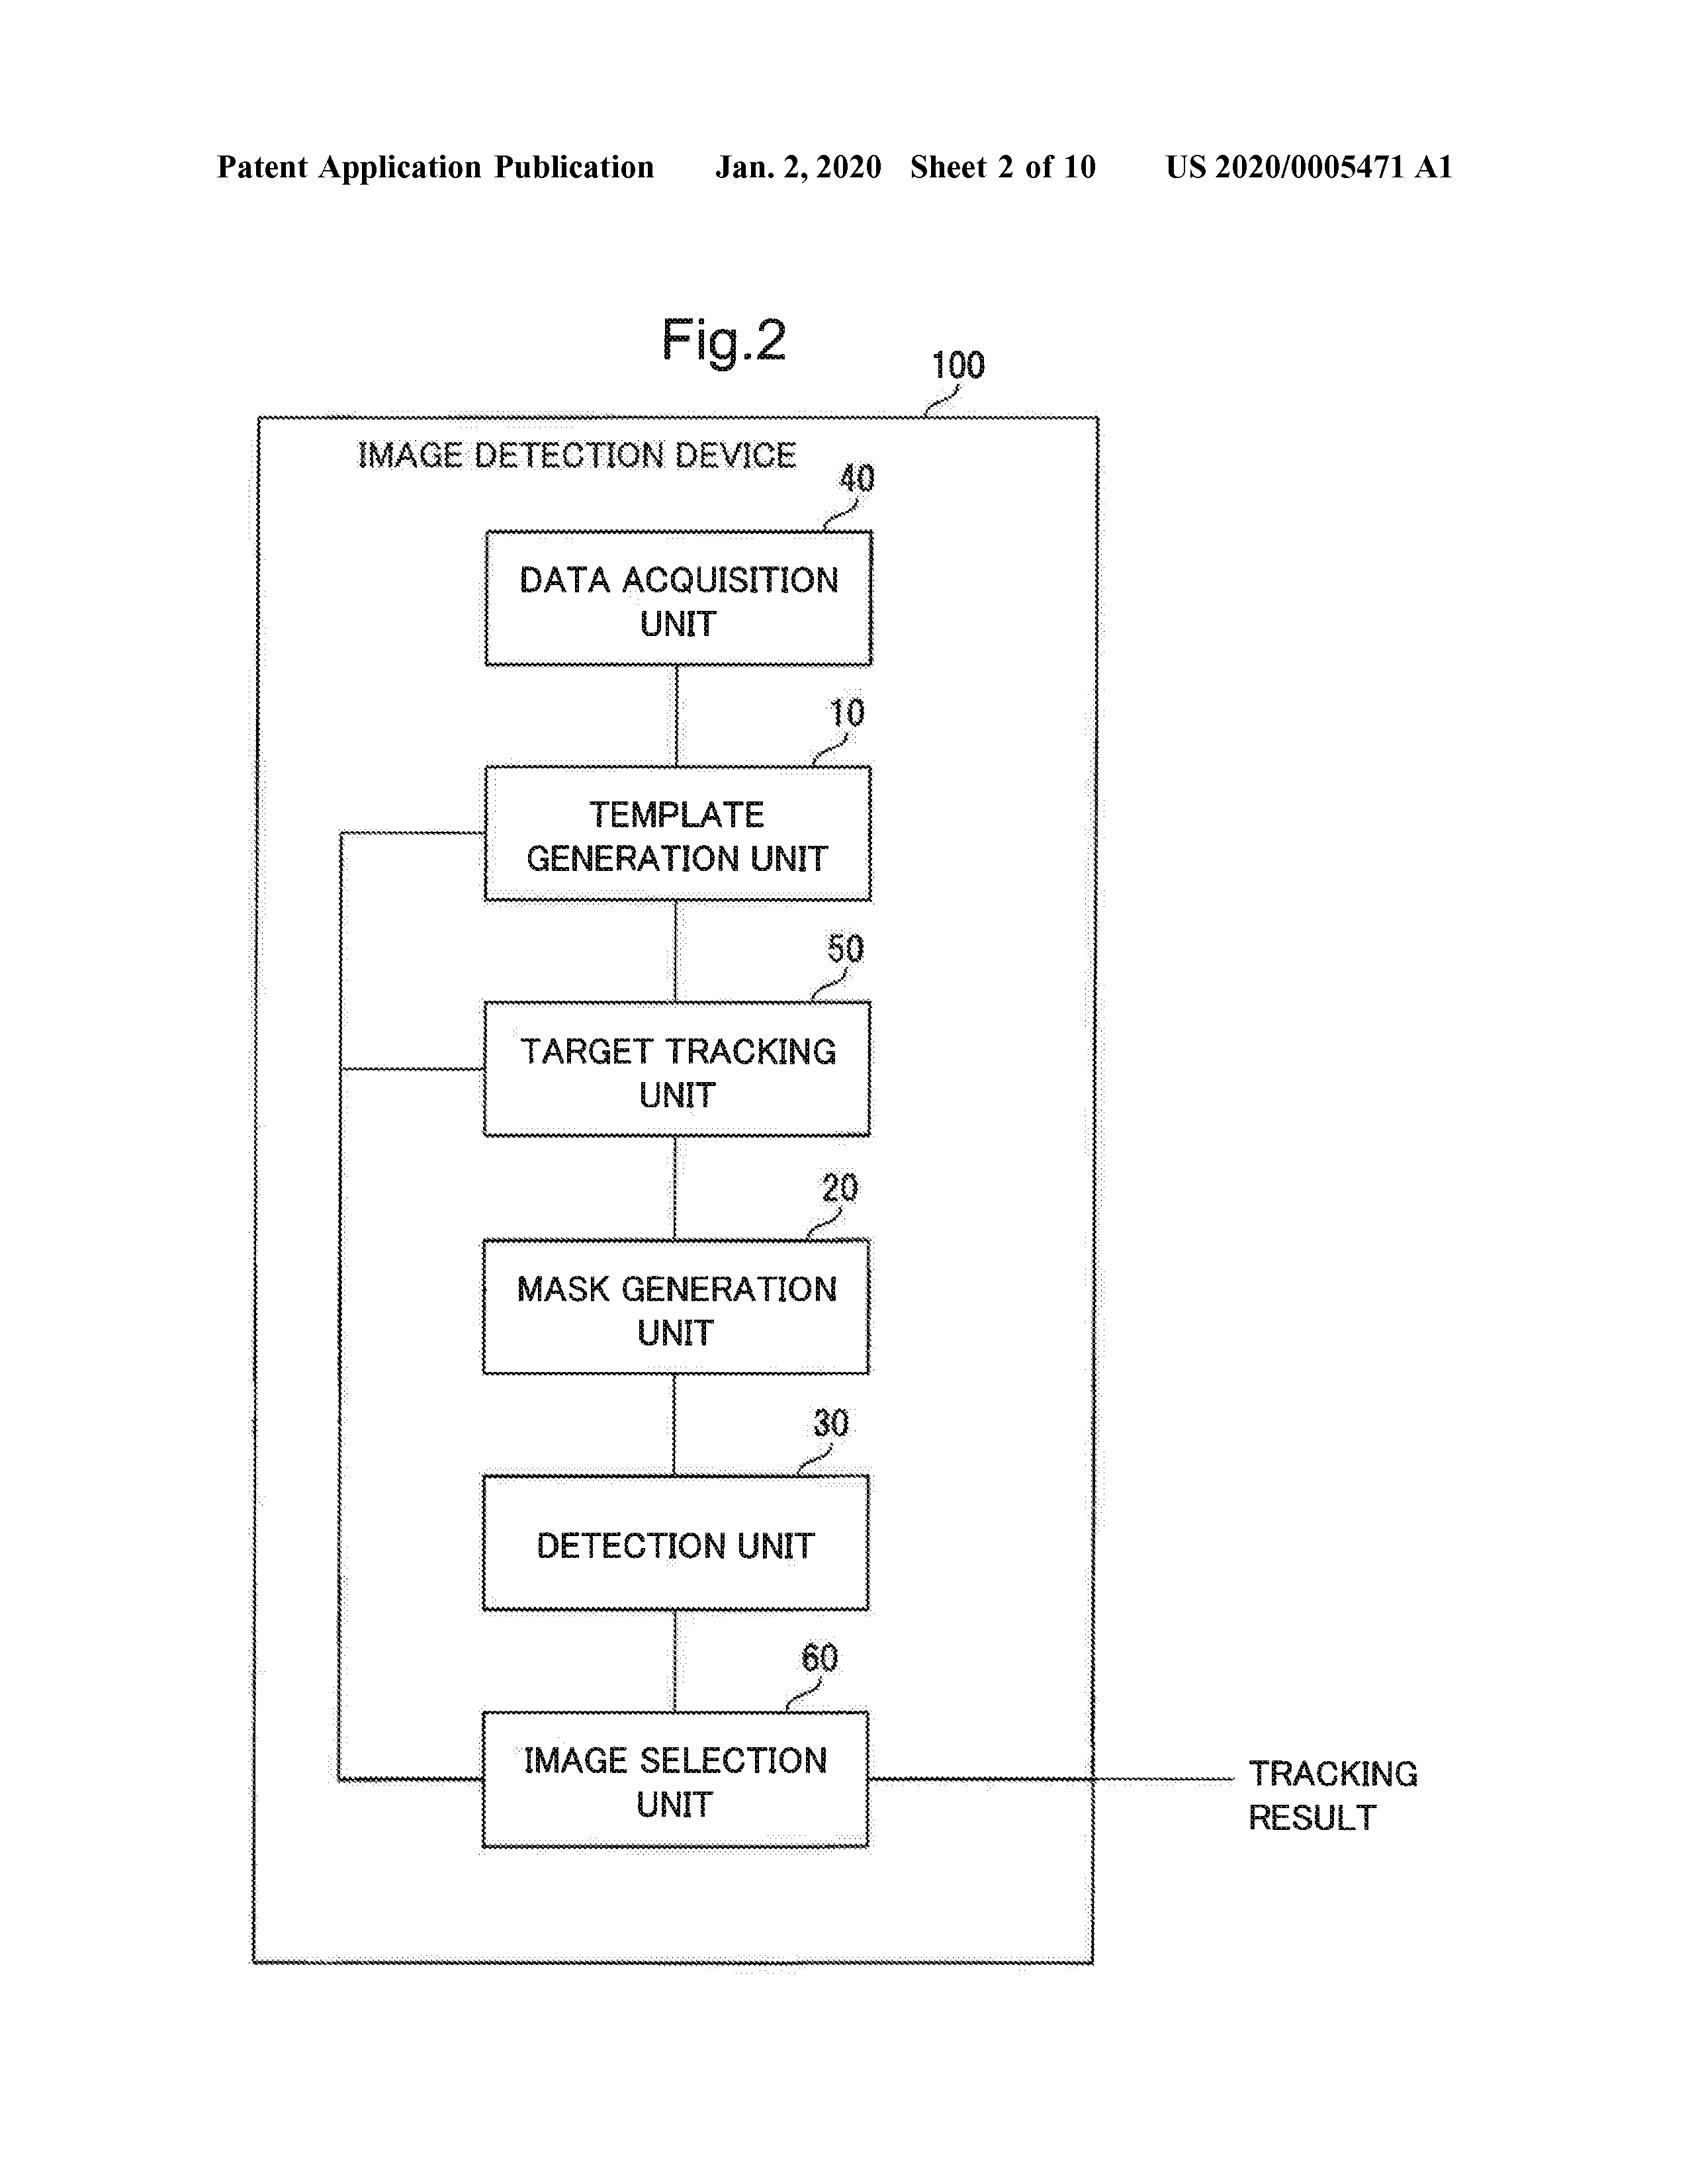 Patent Application Publication Jan. 2, 2020 Sheet 2 of 10 US 2020/0005471 A1
Fig.2
100
IMAGE DETECTION DEVICE
40
DATA ACQUISITION
UNIT
10
TEMPLATE
GENERATION UNIT
50
TARGET TRACKING
UNIT
20
MASK GENERATION
UNIT
30
DETECTION UNIT
60
IMAGE SELECTION
UNIT
TRACKING
RESULT